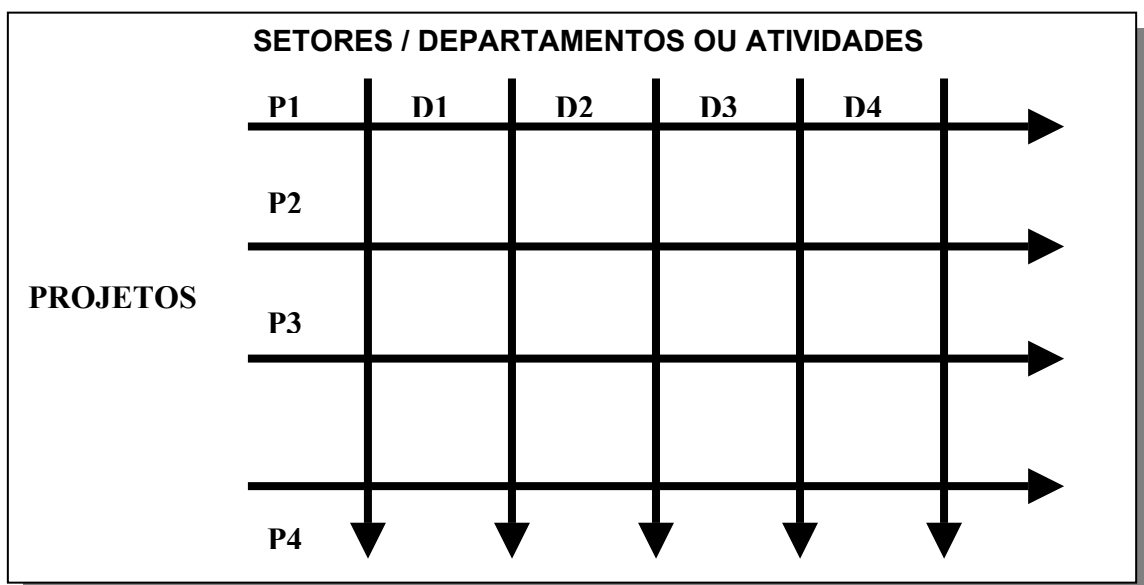 SETORES / DEPARTAMENTOS OU ATIVIDADES
P1 D1 D2 D3 D4
P2
PROJETOS
P3
P4